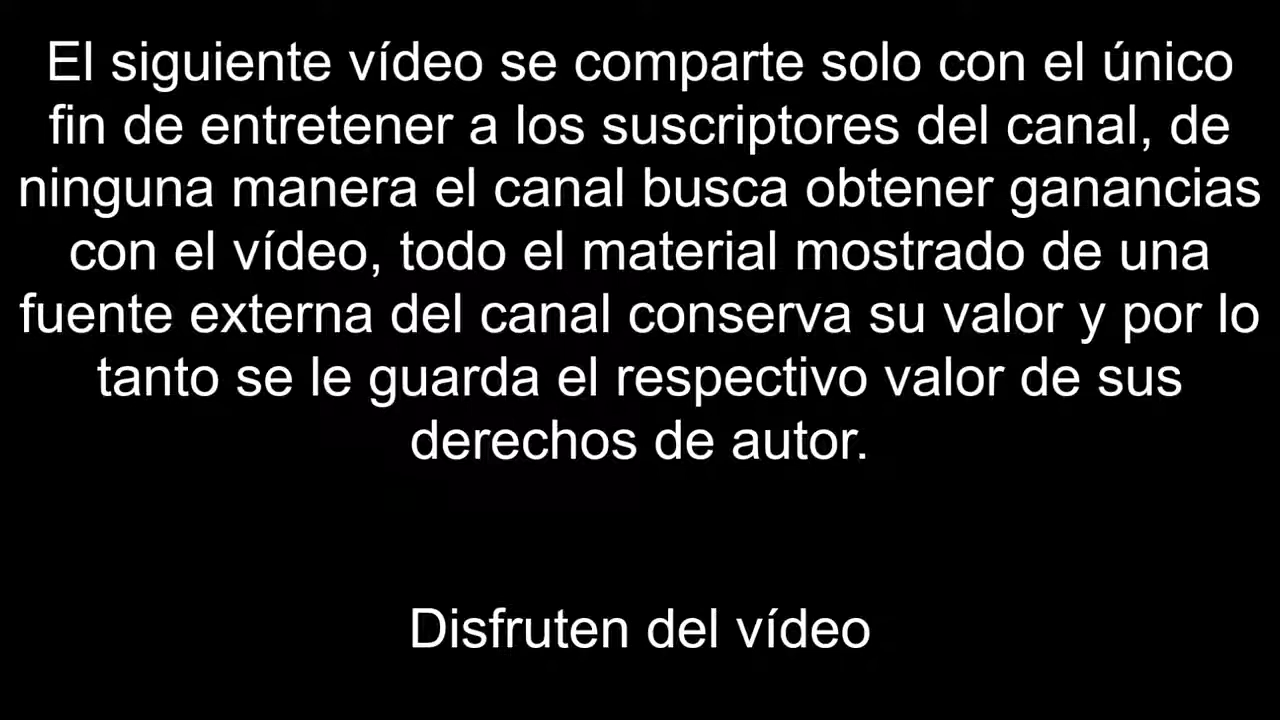 El siguiente vídeo se comparte solo con el único
fin de entretener a los suscriptores del canal, de
ninguna manera el canal busca obtener ganancias
con el vídeo, todo el material mostrado de una
fuente externa del canal conserva su valor y por lo
tanto se le guarda el respectivo valor de sus
derechos de autor.
Disfruten del vídeo